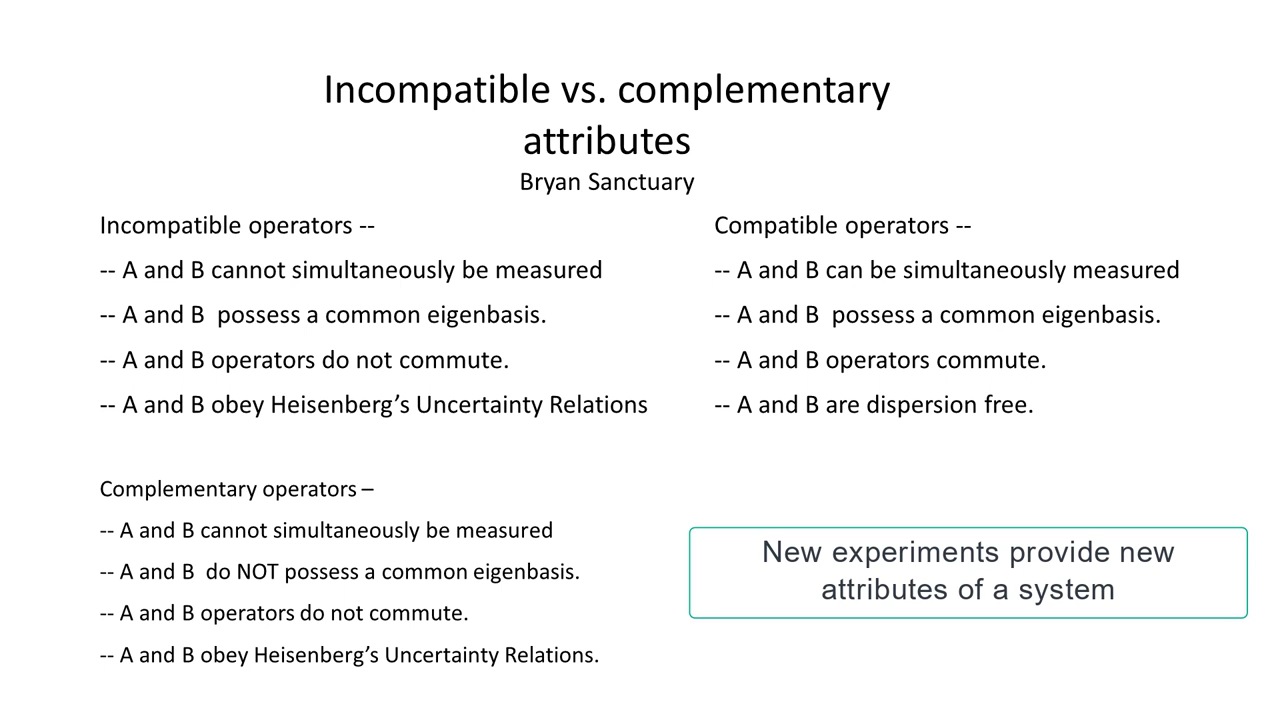 Incompatible vs. complementary
attributes
Bryan Sanctuary
Incompatible operators --
-- A and B cannot simultaneously be measured
-- A and B  possess a common eigenbasis.
-- A and B operators do not commute.
-- A and B obey Heisenberg’s Uncertainty Relations
Compatible operators --
-- A and B can be simultaneously measured
-- A and B  possess a common eigenbasis.
-- A and B operators commute.
-- A and B are dispersion free.
Complementary operators –
-- A and B cannot simultaneously be measured
-- A and B  do NOT possess a common eigenbasis.
-- A and B operators do not commute.
-- A and B obey Heisenberg’s Uncertainty Relations.
New experiments provide new
attributes of a system